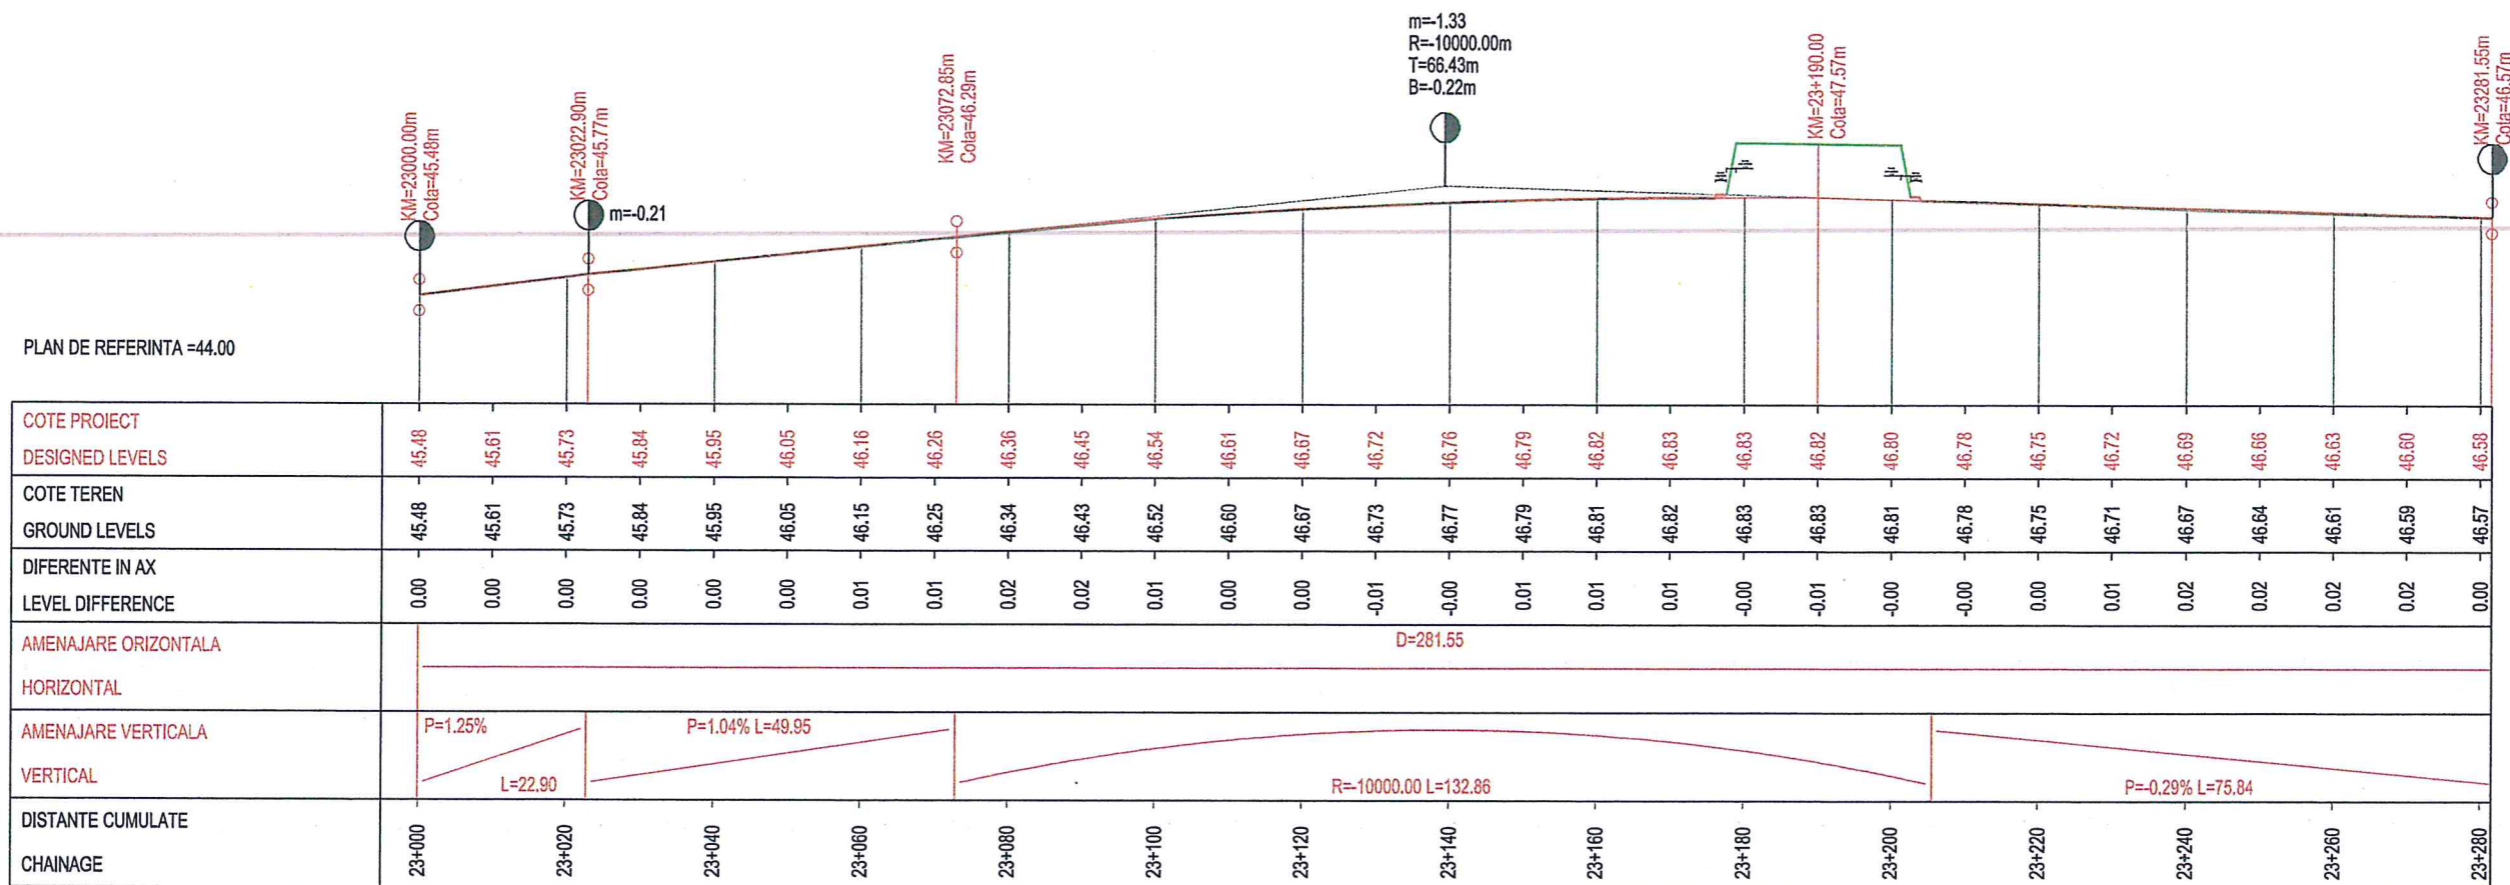 m=-1.33
R=-10000.00m
T=66.43m
B=-0.22m
KM=23000.00m
Cota=45.48m
KM=23022.90m
Cota=45.77m
m=-0.21
KM=23072.85m
Cota=46.29m
KM=23+190.00
Cota=47.57m
KM=23281.55m
Cota=46.57m
PLAN DE REFERINTA =44.00
COTE PROIECT
DESIGNED LEVELS
45.48 45.61 45.73 45.84 45.95 46.05 46.16 46.26 46.36 46.45 46.54 46.61 46.67 46.72 46.76 46.79 46.82 46.83 46.83 46.82 46.80 46.78 46.75 46.72 46.69 46.66 46.63 46.60 46.58
COTE TEREN
GROUND LEVELS
45.48 45.61 45.73 45.84 45.95 46.05 46.15 46.25 46.34 46.43 46.52 46.60 46.67 46.73 46.77 46.79 46.81 46.82 46.83 46.83 46.81 46.78 46.75 46.71 46.67 46.64 46.61 46.59 46.57
DIFERENTE IN AX
LEVEL DIFFERENCE
0.00 0.00 0.00 0.00 0.00 0.00 0.01 0.01 0.02 0.02 0.01 0.01 0.00 -0.01 -0.00 0.01 0.01 0.01 -0.00 -0.01 -0.00 -0.00 0.00 0.01 0.02 0.02 0.02 0.02 0.00
AMENAJARE ORIZONTALA
HORIZONTAL
D=281.55
AMENAJARE VERTICALA
VERTICAL
P=1.25%
L=22.90
P=1.04% L=49.95
R=-10000.00 L=132.86
P=-0.29% L=75.84
DISTANTE CUMULATE
CHAINAGE
23+000 23+020 23+040 23+060 23+080 23+100 23+120 23+140 23+160 23+180 23+200 23+220 23+240 23+260 23+280